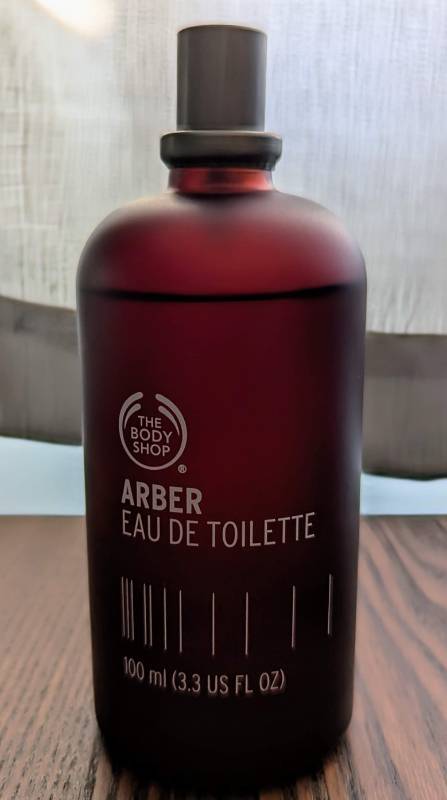 THE
BODY
SHOP
®
ARBER
EAU DE TOILETTE
100 ml (3.3 US FL OZ)